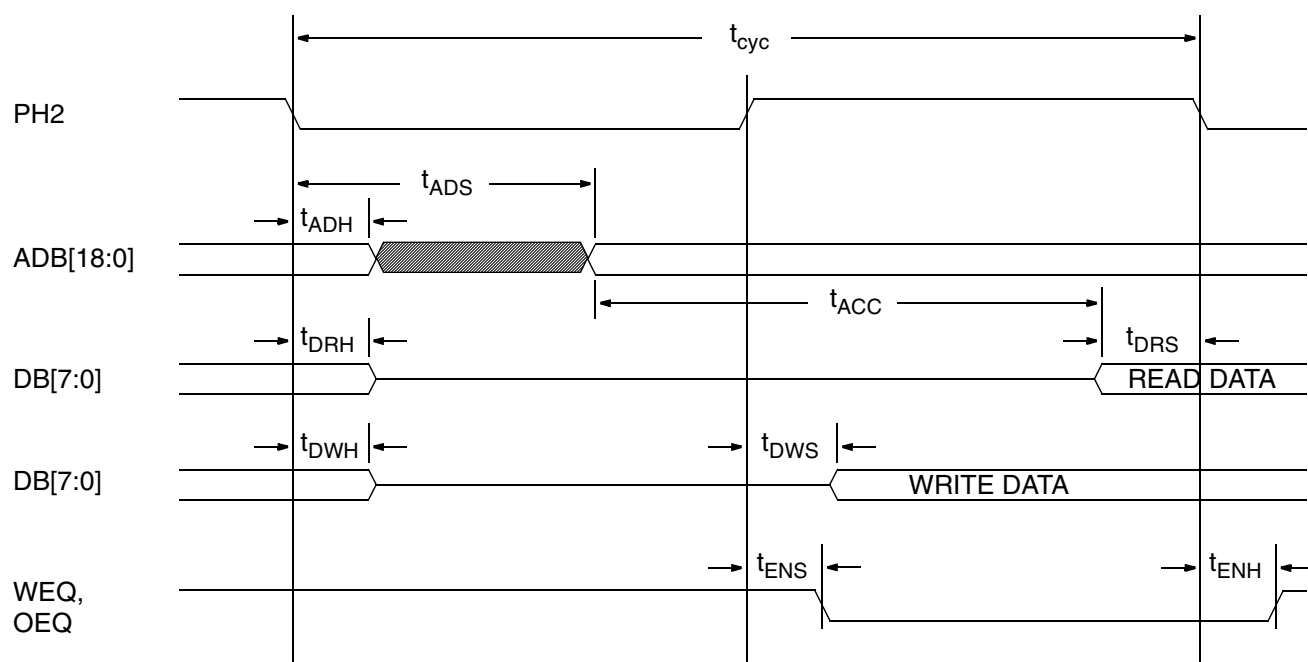 tcyc
PH2
tADS
tADH
ADB[18:0]
tACC
tDRH
tDRS
DB[7:0]
READ DATA
tDWH
tDWS
DB[7:0]
WRITE DATA
tENS
tENH
WEQ,
OEQ